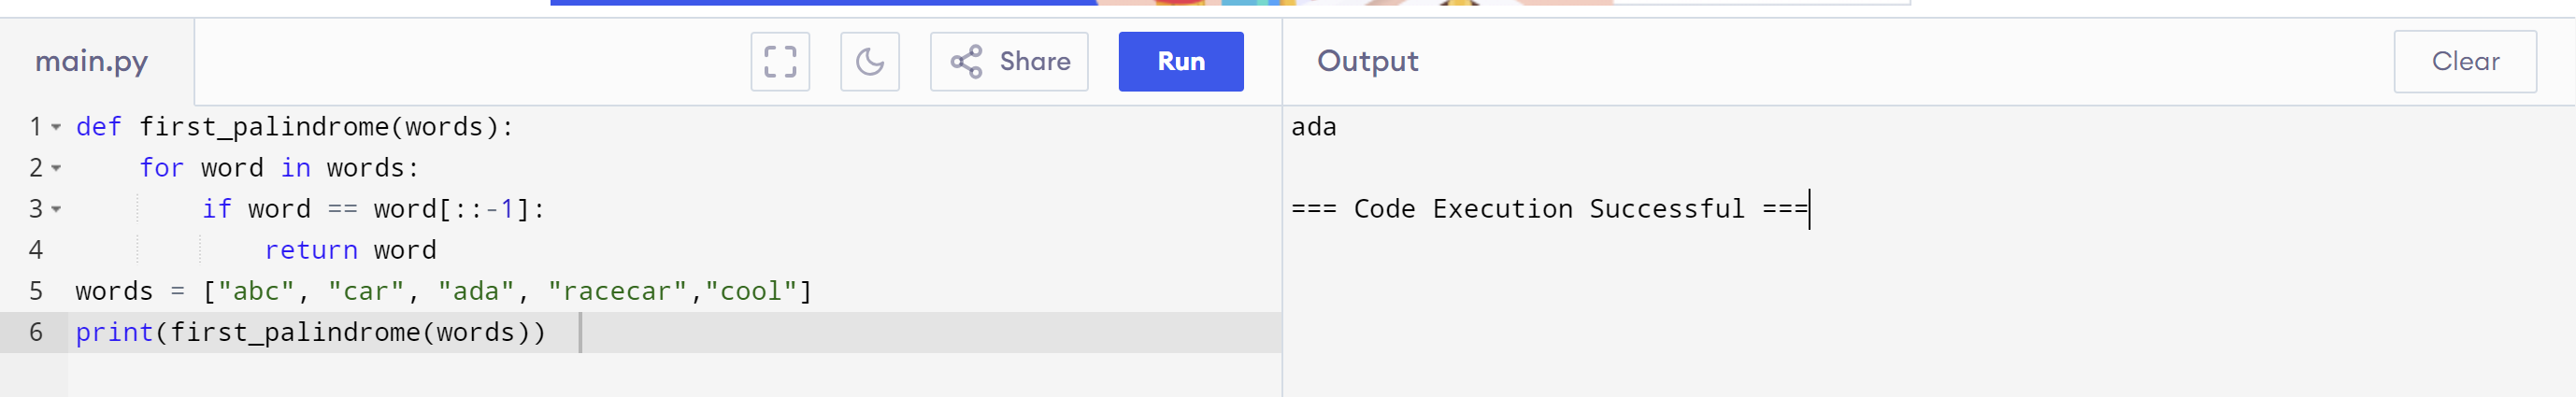 main.py
Share
Run
Output
Clear
1 def first_palindrome(words):
2     for word in words:
3         if word == word[::-1]:
4             return word
5 words = ["abc", "car", "ada", "racecar","cool"]
6 print(first_palindrome(words))
ada
=== Code Execution Successful ===